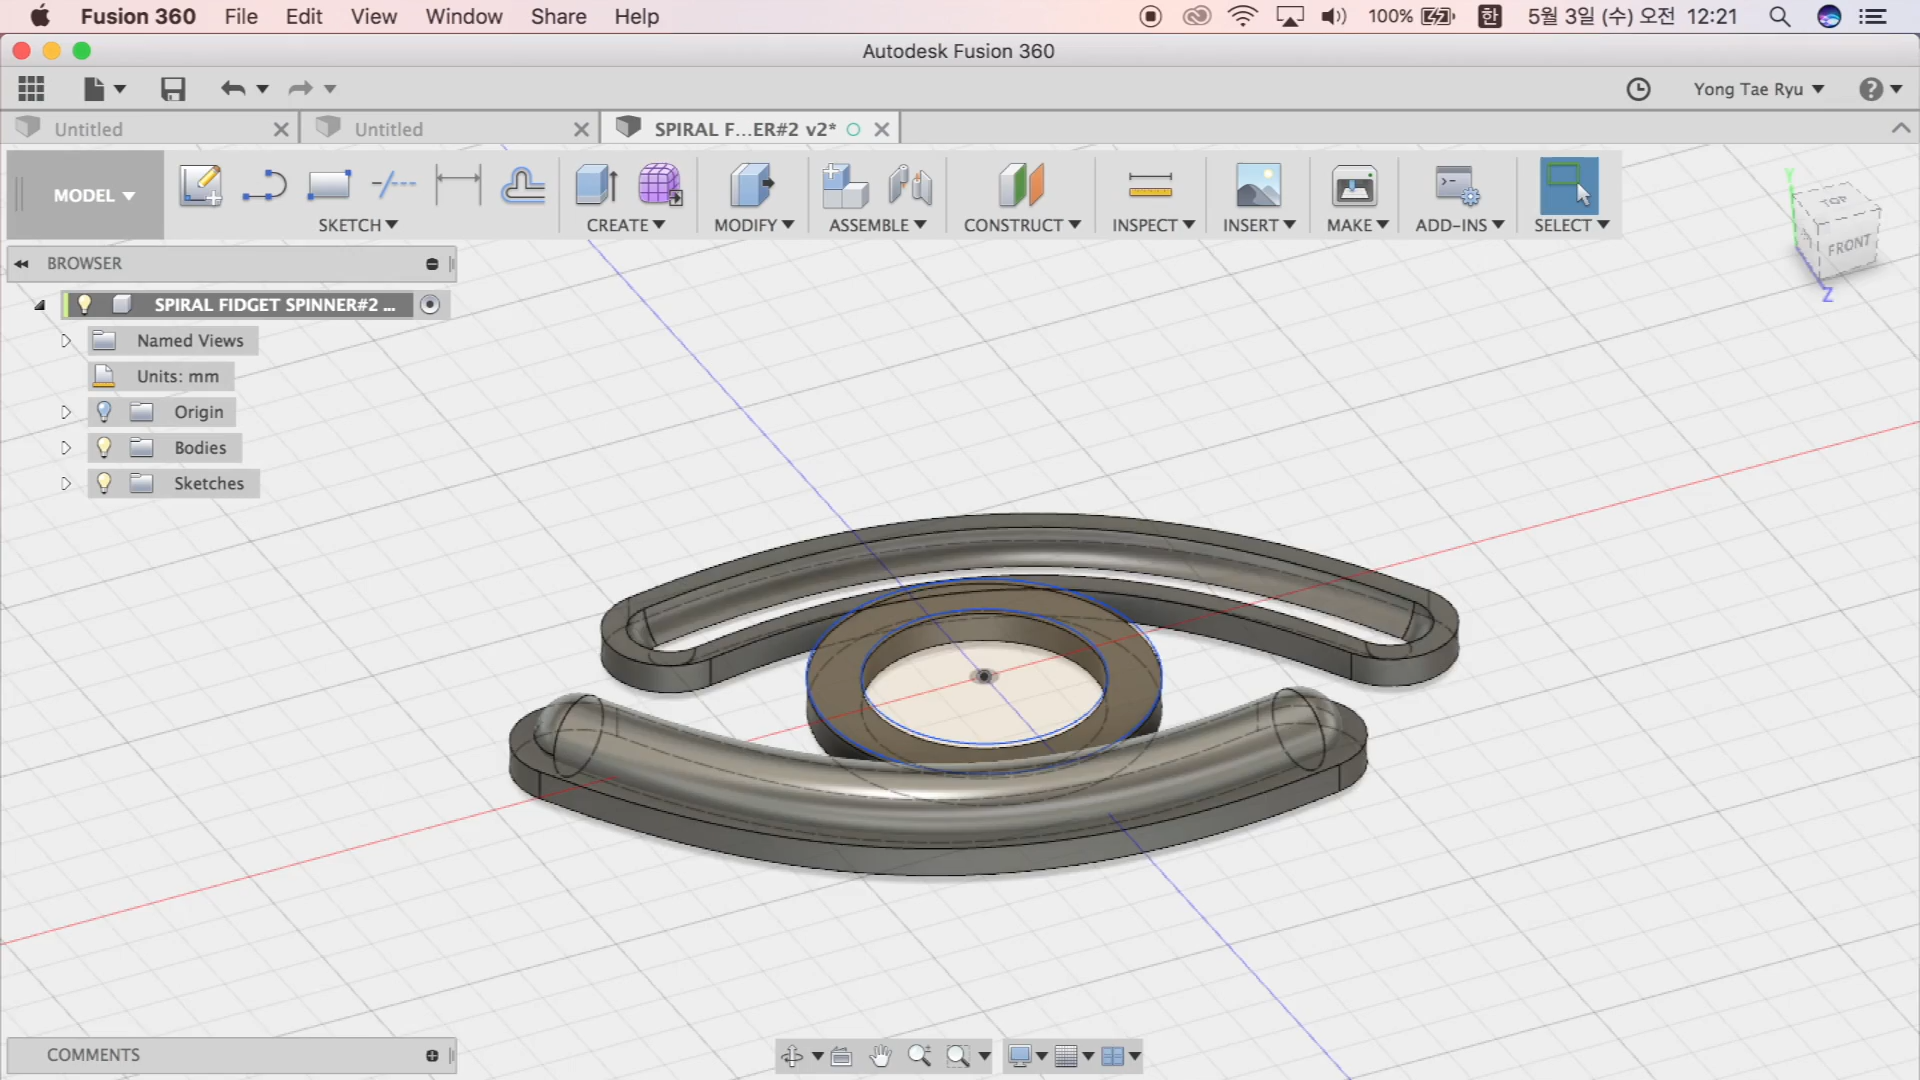 Fusion 360 File Edit View Window Share Help 100% 한 5월 3일 (수) 오전 12:21
Autodesk Fusion 360
Yong Tae Ryu
Untitled Untitled SPIRAL F...ER#2 v2*
MODEL
SKETCH CREATE MODIFY ASSEMBLE CONSTRUCT INSPECT INSERT MAKE ADD-INS SELECT
Y
TOP
FRONT
Z
BROWSER
SPIRAL FIDGET SPINNER#2 ...
Named Views
Units: mm
Origin
Bodies
Sketches
COMMENTS